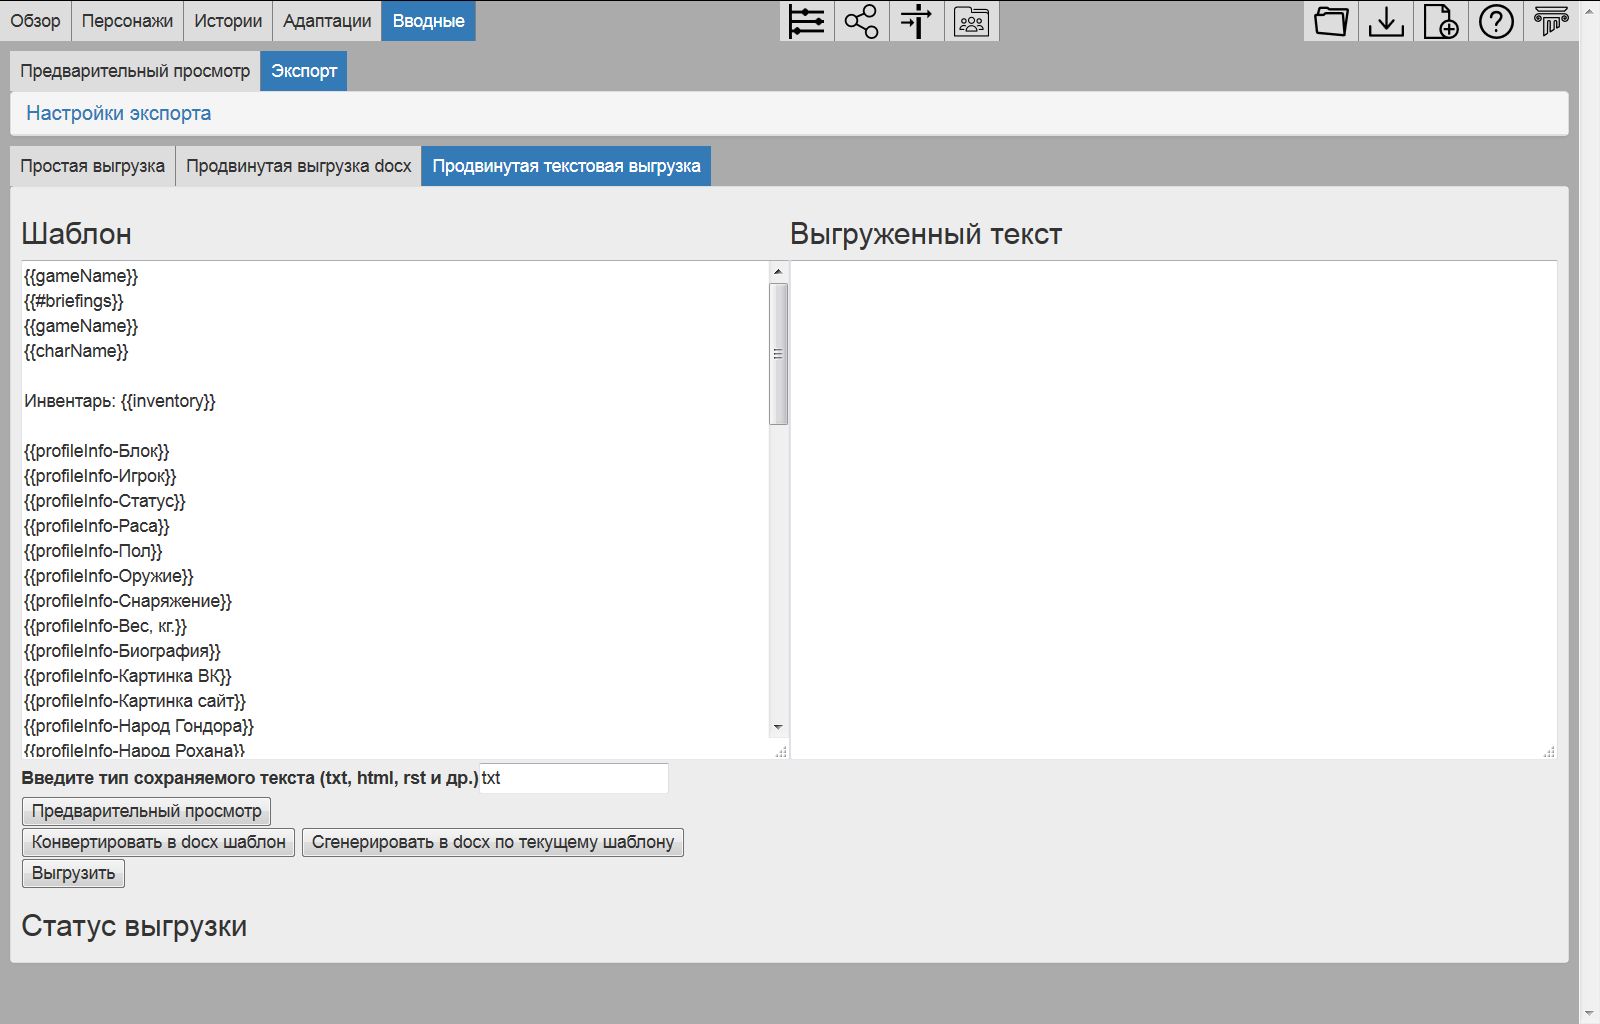 Обзор Персонажи Истории Адаптации Вводные
Предварительный просмотр Экспорт
Настройки экспорта
Простая выгрузка Продвинутая выгрузка docx Продвинутая текстовая выгрузка
Шаблон
{{gameName}}
{{#briefings}}
{{gameName}}
{{charName}}
Инвентарь: {{inventory}}
{{profileInfo-Блок}}
{{profileInfo-Игрок}}
{{profileInfo-Статус}}
{{profileInfo-Раса}}
{{profileInfo-Пол}}
{{profileInfo-Оружие}}
{{profileInfo-Снаряжение}}
{{profileInfo-Вес, кг.}}
{{profileInfo-Биография}}
{{profileInfo-Картинка ВК}}
{{profileInfo-Картинка сайт}}
{{profileInfo-Народ Гондора}}
{{profileInfo-Народ Рохана}}
Выгруженный текст
Введите тип сохраняемого текста (txt, html, rst и др.) txt
Предварительный просмотр
Конвертировать в docx шаблон Сгенерировать в docx по текущему шаблону
Выгрузить
Статус выгрузки